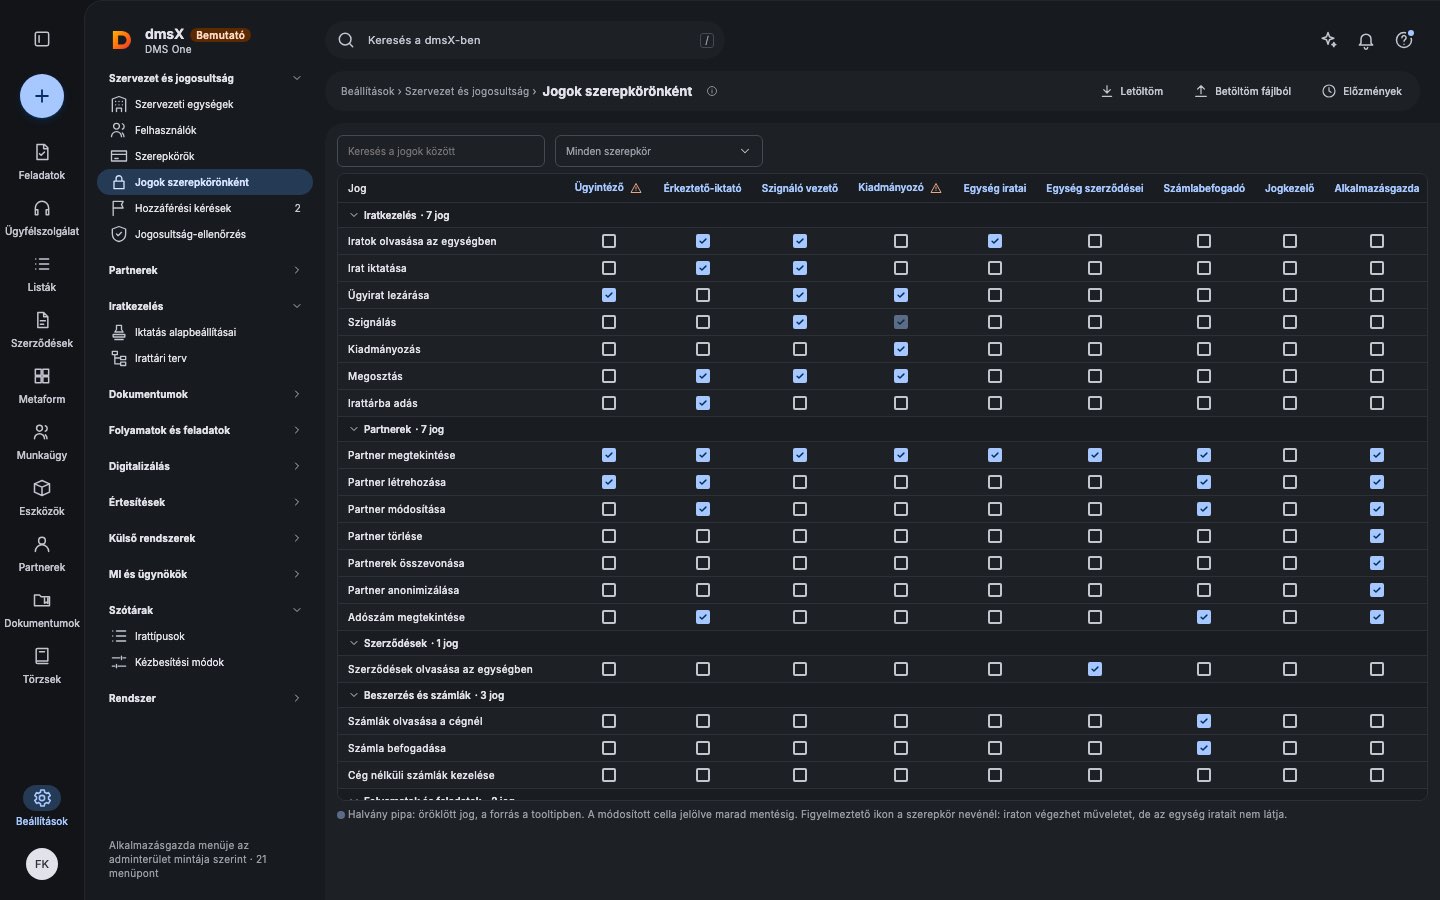 dmsX Bemutató
DMS One
Keresés a dmsX-ben /
Feladatok
Ügyfélszolgálat
Listák
Szerződések
Metaform
Munkaügy
Eszközök
Partnerek
Dokumentumok
Törzsek
Beállítások
FK
Szervezet és jogosultság
Szervezeti egységek
Felhasználók
Szerepkörök
Jogok szerepkörönként
Hozzáférési kérések 2
Jogosultság-ellenőrzés
Partnerek
Iratkezelés
Iktatás alapbeállításai
Irattári terv
Dokumentumok
Folyamatok és feladatok
Digitalizálás
Értesítések
Külső rendszerek
MI és ügynökök
Szótárak
Irattípusok
Kézbesítési módok
Rendszer
Alkalmazásgazda menüje az
adminterület mintája szerint · 21
menüpont
Beállítások › Szervezet és jogosultság › Jogok szerepkörönként
Letöltöm Betöltöm fájlból Előzmények
Keresés a jogok között Minden szerepkör
Jog Ügyintéző Érkeztető-iktató Szignáló vezető Kiadmányozó Egység iratai Egység szerződései Számlabefogadó Jogkezelő Alkalmazásgazda
Iratkezelés · 7 jog
Iratok olvasása az egységben
Irat iktatása
Ügyirat lezárása
Szignálás
Kiadmányozás
Megosztás
Irattárba adás
Partnerek · 7 jog
Partner megtekintése
Partner létrehozása
Partner módosítása
Partner törlése
Partnerek összevonása
Partner anonimizálása
Adószám megtekintése
Szerződések · 1 jog
Szerződések olvasása az egységben
Beszerzés és számlák · 3 jog
Számlák olvasása a cégnél
Számla befogadása
Cég nélküli számlák kezelése
Halvány pipa: öröklött jog, a forrás a tooltipben. A módosított cella jelölve marad mentésig. Figyelmeztető ikon a szerepkör nevénél: iraton végezhet műveletet, de az egység iratait nem látja.